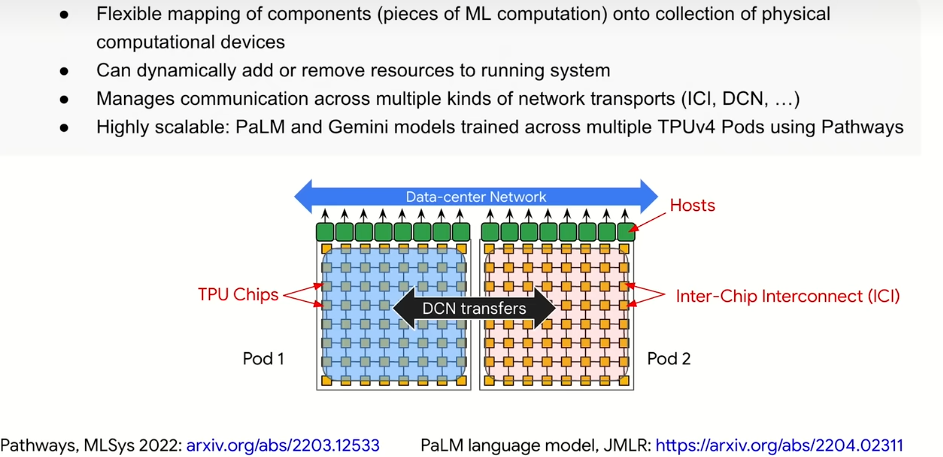 ● Flexible mapping of components (pieces of ML computation) onto collection of physical
computational devices
● Can dynamically add or remove resources to running system
● Manages communication across multiple kinds of network transports (ICI, DCN, …)
● Highly scalable: PaLM and Gemini models trained across multiple TPUv4 Pods using Pathways
Data-center Network
Hosts
TPU Chips
DCN transfers
Inter-Chip Interconnect (ICI)
Pod 1
Pod 2
Pathways, MLSys 2022: arxiv.org/abs/2203.12533
PaLM language model, JMLR: https://arxiv.org/abs/2204.02311